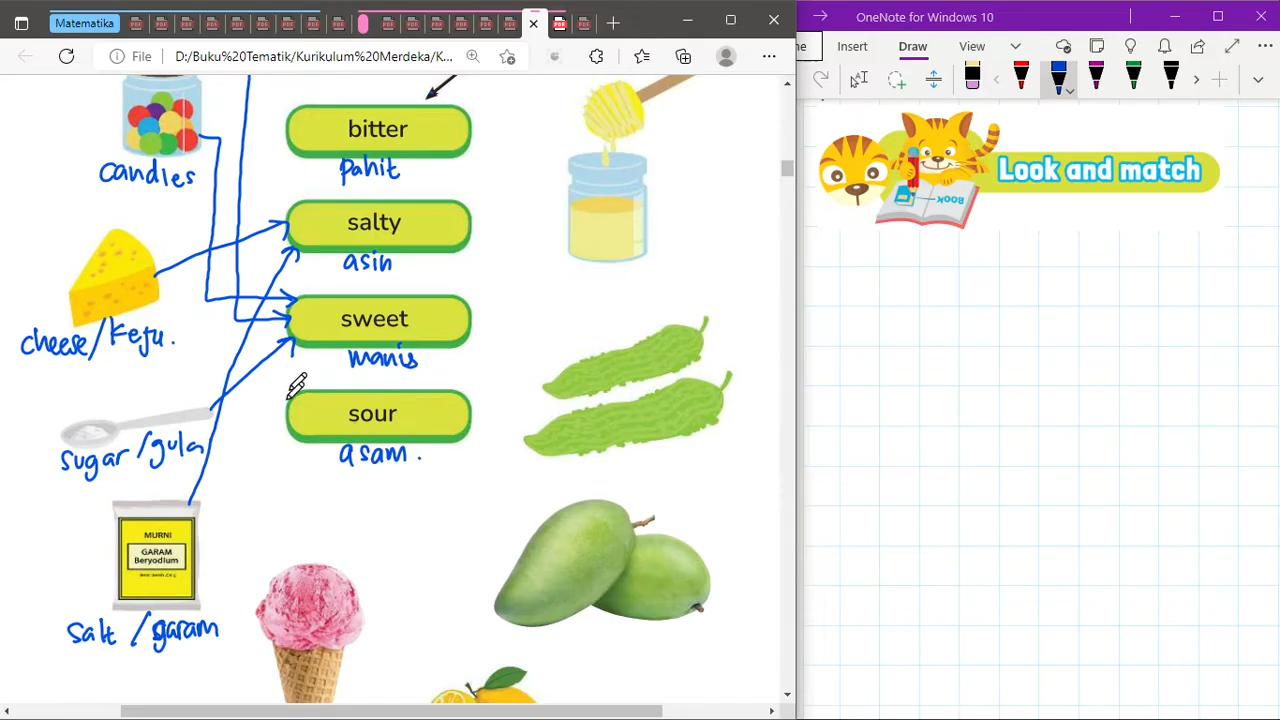 Matematika
OneNote for Windows 10
File
D:/Buku%20Tematik/Kurikulum%20Merdeka/K...
Insert
Draw
View
bitter
pahit
candles
salty
asin
cheese/keju.
sweet
manis
sour
asam.
sugar/gula
MURNI
GARAM
Beryodium
salt/garam
BOOK
Look and match